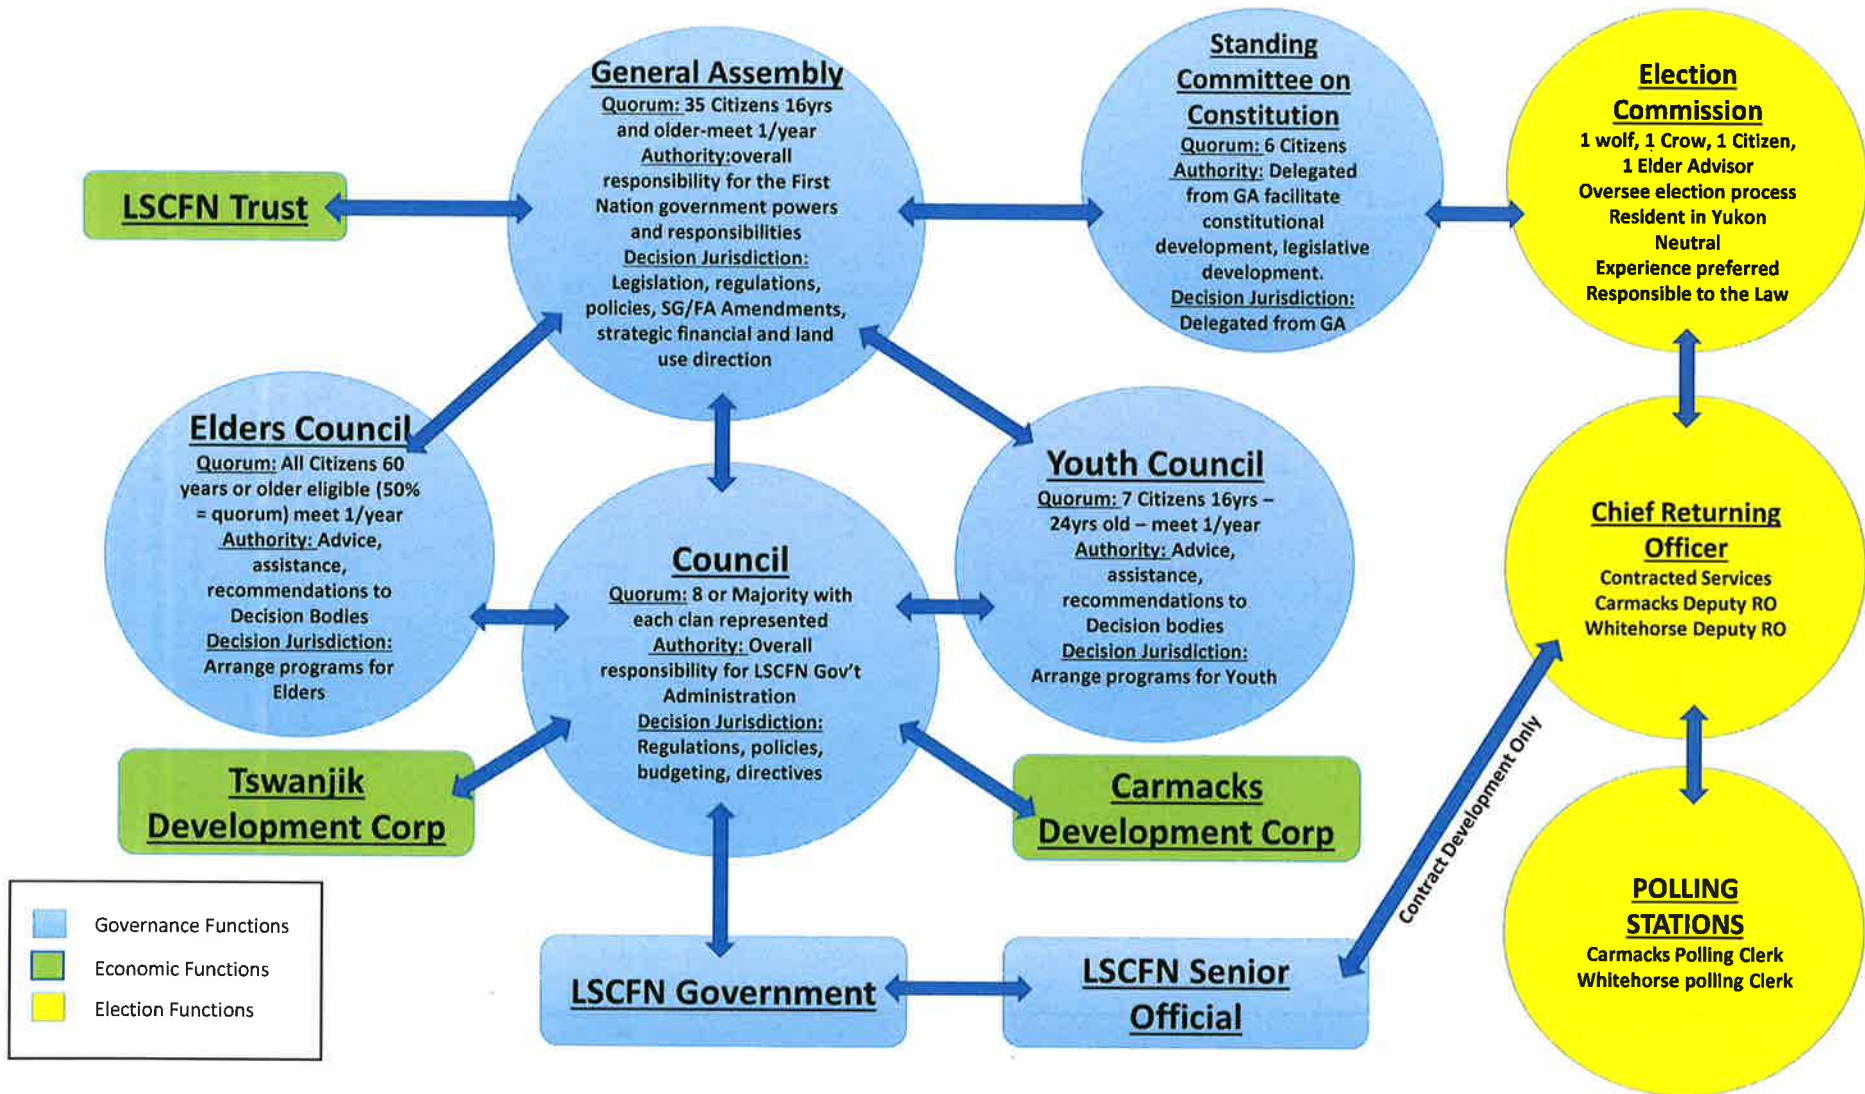 General Assembly
Quorum: 35 Citizens 16yrs
and older-meet 1/year
Authority:overall
responsibility for the First
Nation government powers
and responsibilities
Decision Jurisdiction:
Legislation, regulations,
policies, SG/FA Amendments,
strategic financial and land
use direction
Standing
Committee on
Constitution
Quorum: 6 Citizens
Authority: Delegated
from GA facilitate
constitutional
development, legislative
development.
Decision Jurisdiction:
Delegated from GA
Election
Commission
1 wolf, 1 Crow, 1 Citizen,
1 Elder Advisor
Oversee election process
Resident in Yukon
Neutral
Experience preferred
Responsible to the Law
LSCFN Trust
Elders Council
Quorum: All Citizens 60
years or older eligible (50%
= quorum) meet 1/year
Authority: Advice,
assistance,
recommendations to
Decision Bodies
Decision Jurisdiction:
Arrange programs for
Elders
Council
Quorum: 8 or Majority with
each clan represented
Authority: Overall
responsibility for LSCFN Gov't
Administration
Decision Jurisdiction:
Regulations, policies,
budgeting, directives
Youth Council
Quorum: 7 Citizens 16yrs –
24yrs old – meet 1/year
Authority: Advice,
assistance,
recommendations to
Decision bodies
Decision Jurisdiction:
Arrange programs for Youth
Chief Returning
Officer
Contracted Services
Carmacks Deputy RO
Whitehorse Deputy RO
Tswanjik
Development Corp
Carmacks
Development Corp
Contract Development Only
POLLING
STATIONS
Carmacks Polling Clerk
Whitehorse polling Clerk
Governance Functions
Economic Functions
Election Functions
LSCFN Government
LSCFN Senior
Official